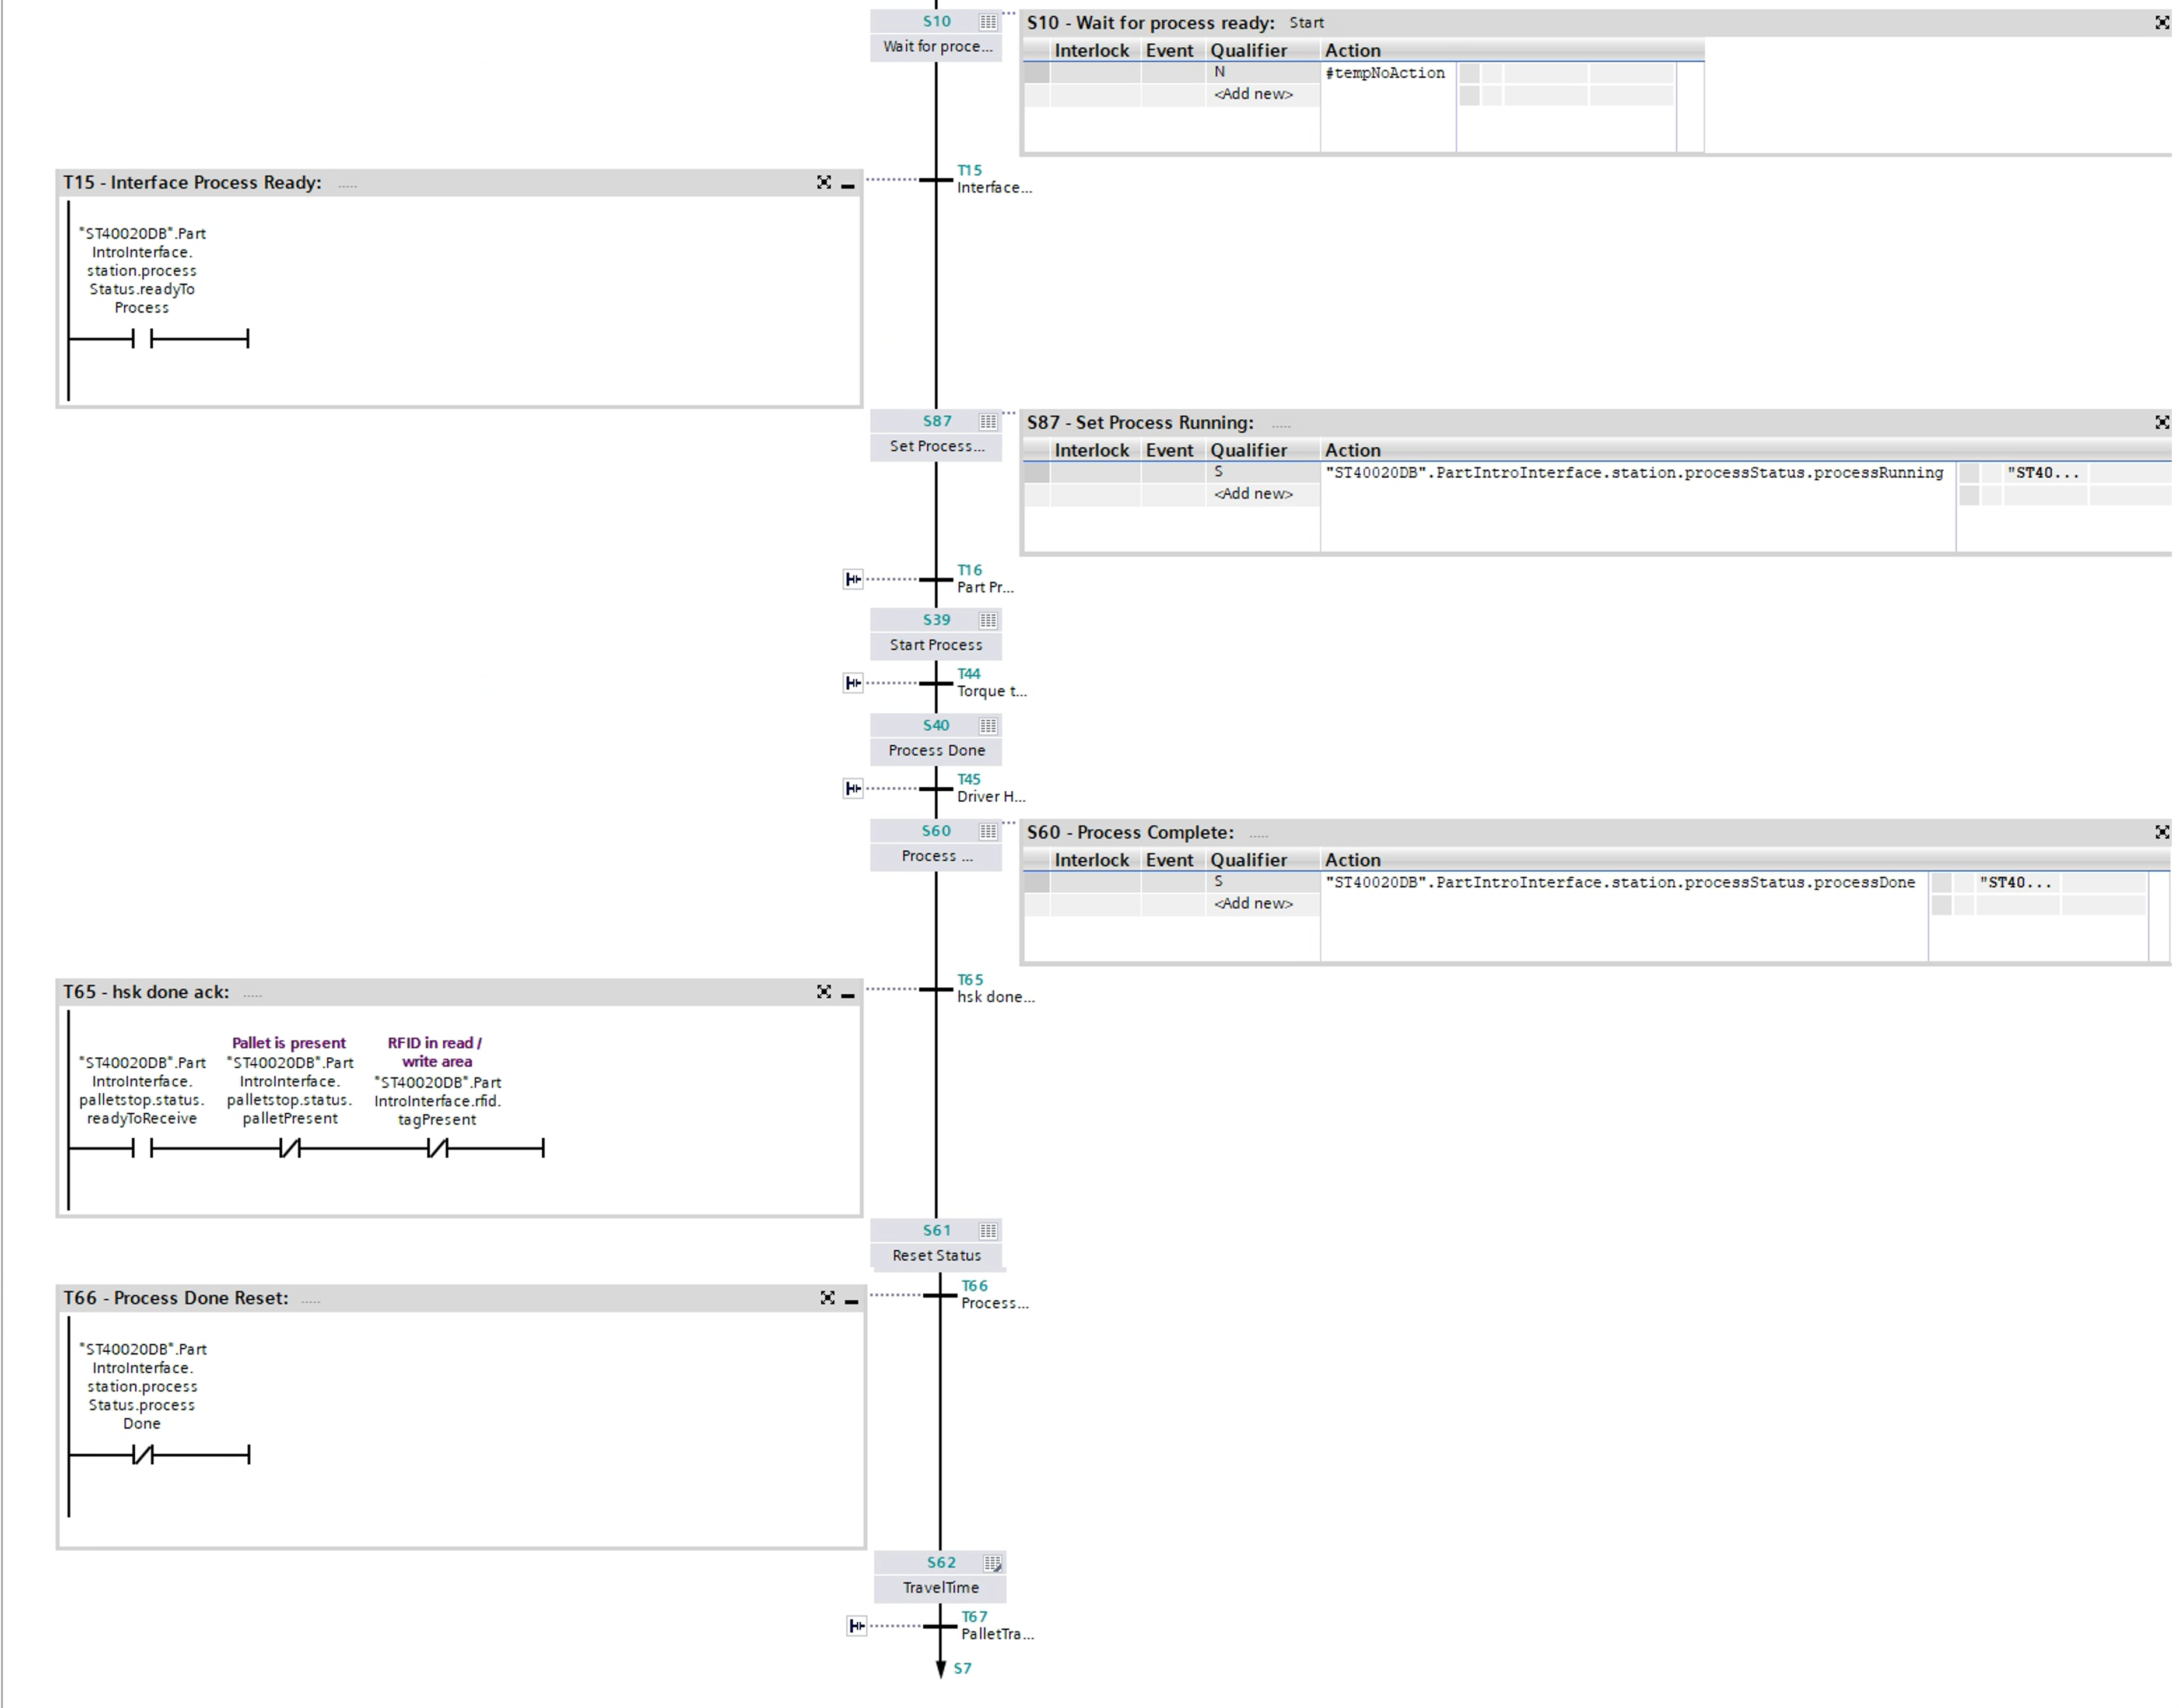 S10
Wait for proce...
S10 - Wait for process ready: Start
Interlock Event Qualifier Action
N #tempNoAction
<Add new>
T15 - Interface Process Ready: .....
T15
Interface...
"ST40020DB".Part
IntroInterface.
station.process
Status.readyTo
Process
S87
Set Process...
S87 - Set Process Running: .....
Interlock Event Qualifier Action
S "ST40020DB".PartIntroInterface.station.processStatus.processRunning "ST40...
<Add new>
T16
Part Pr...
S39
Start Process
T44
Torque t...
S40
Process Done
T45
Driver H...
S60
Process ...
S60 - Process Complete: .....
Interlock Event Qualifier Action
S "ST40020DB".PartIntroInterface.station.processStatus.processDone "ST40...
<Add new>
T65 - hsk done ack: .....
T65
hsk done...
"ST40020DB".Part
IntroInterface.
palletstop.status.
readyToReceive
Pallet is present
"ST40020DB".Part
IntroInterface.
palletstop.status.
palletPresent
RFID in read /
write area
"ST40020DB".Part
IntroInterface.rfid.
tagPresent
S61
Reset Status
T66 - Process Done Reset: .....
T66
Process...
"ST40020DB".Part
IntroInterface.
station.process
Status.process
Done
S62
TravelTime
T67
PalletTra...
S7